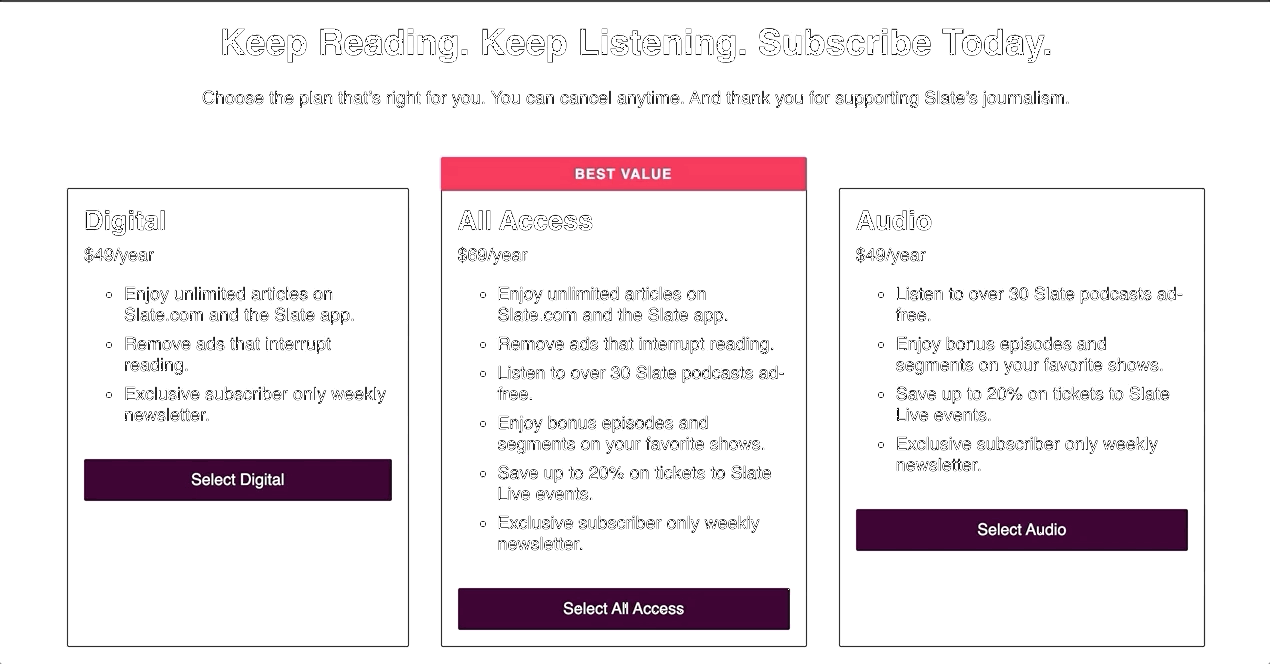 Keep Reading. Keep Listening. Subscribe Today.
Choose the plan that's right for you. You can cancel anytime. And thank you for supporting Slate's journalism.
Digital
$49/year
Enjoy unlimited articles on
Slate.com and the Slate app.
Remove ads that interrupt
reading.
Exclusive subscriber only weekly
newsletter.
Select Digital
BEST VALUE
All Access
$69/year
Enjoy unlimited articles on
Slate.com and the Slate app.
Remove ads that interrupt reading.
Listen to over 30 Slate podcasts ad-
free.
Enjoy bonus episodes and
segments on your favorite shows.
Save up to 20% on tickets to Slate
Live events.
Exclusive subscriber only weekly
newsletter.
Select All Access
Audio
$49/year
Listen to over 30 Slate podcasts ad-
free.
Enjoy bonus episodes and
segments on your favorite shows.
Save up to 20% on tickets to Slate
Live events.
Exclusive subscriber only weekly
newsletter.
Select Audio